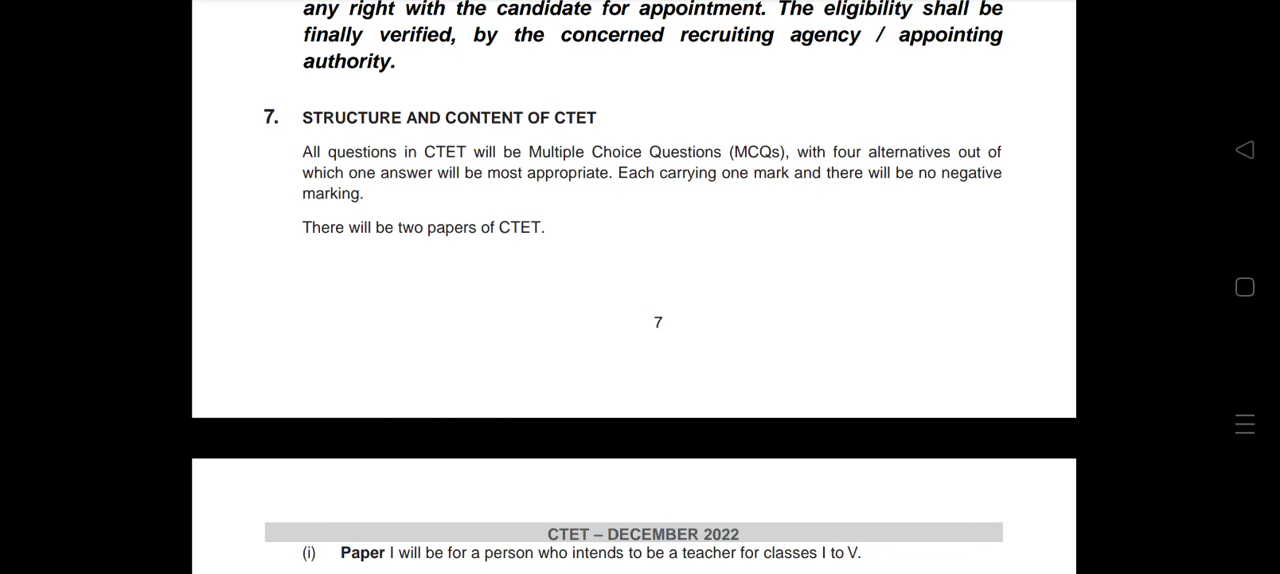 any right with the candidate for appointment. The eligibility shall be
finally verified, by the concerned recruiting agency / appointing
authority.
7. STRUCTURE AND CONTENT OF CTET
All questions in CTET will be Multiple Choice Questions (MCQs), with four alternatives out of
which one answer will be most appropriate. Each carrying one mark and there will be no negative
marking.
There will be two papers of CTET.
7
CTET – DECEMBER 2022
(i) Paper I will be for a person who intends to be a teacher for classes I to V.